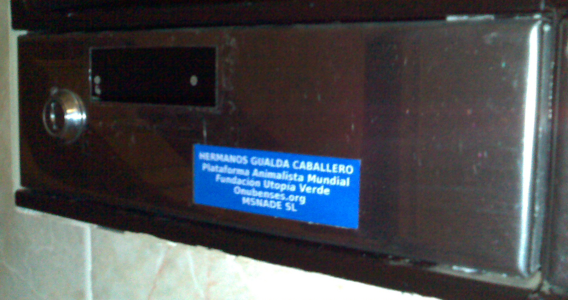 HERMANOS GUALDA CABALLERO
Plataforma Animalista Mundial
Fundación Utopía Verde
Onubenses.org
MSNADE SL